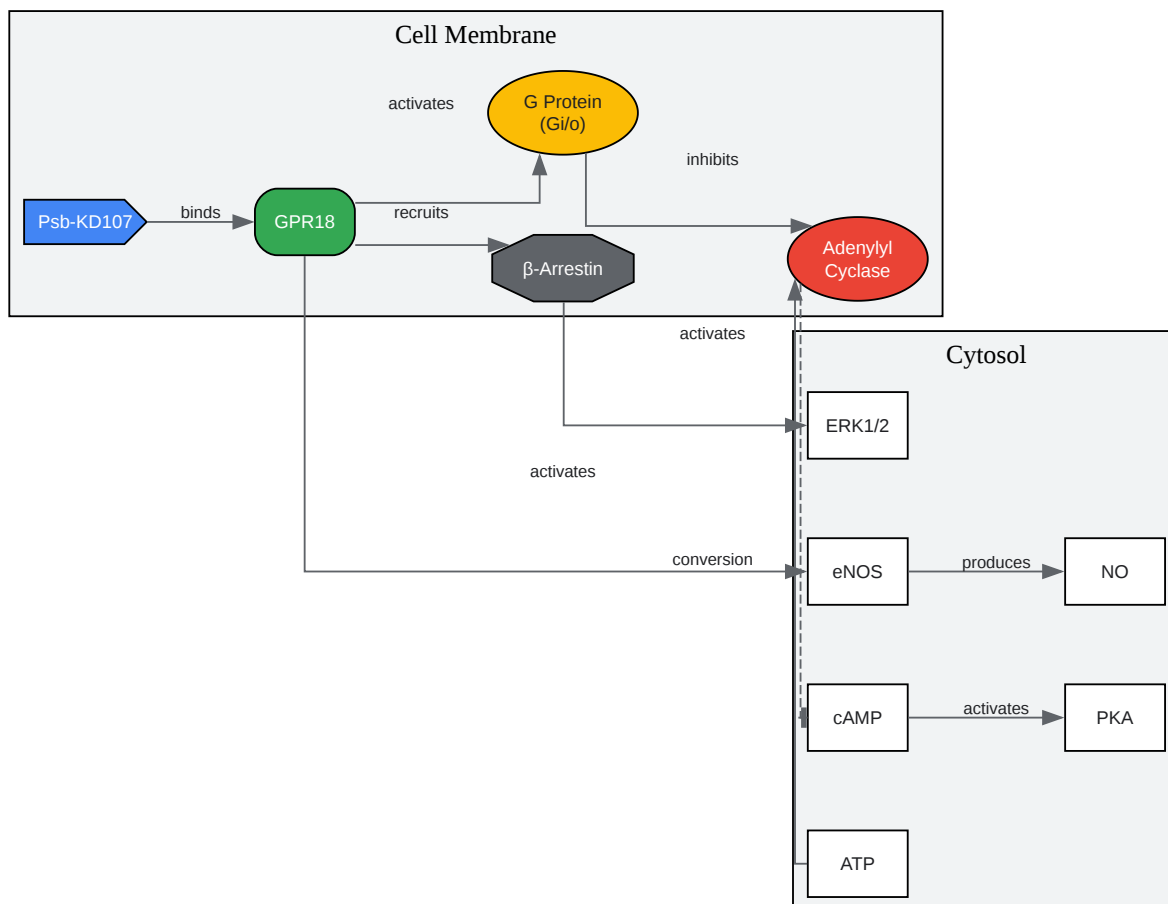 Cell Membrane
activates
G Protein
(Gi/o)
inhibits
Psb-KD107
binds
GPR18
recruits
β-Arrestin
Adenylyl
Cyclase
activates
Cytosol
ERK1/2
activates
conversion
eNOS
produces
NO
cAMP
activates
PKA
ATP